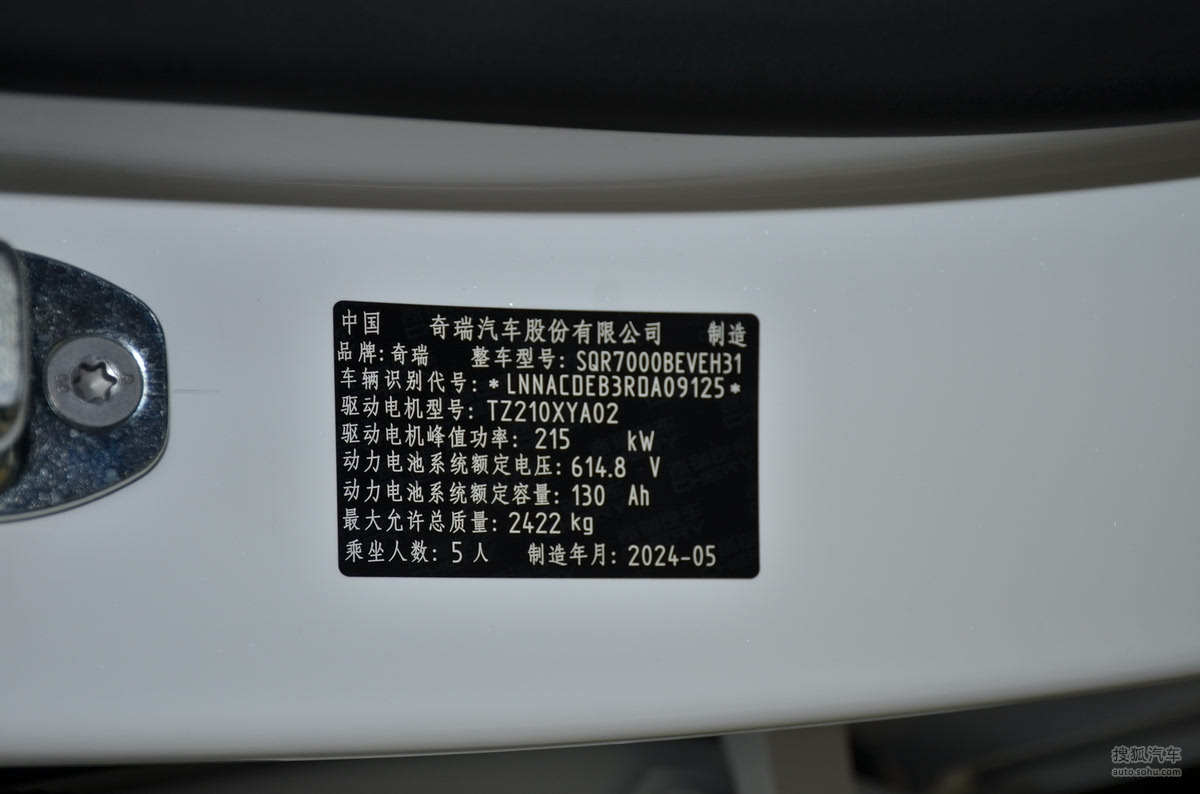 中国 奇瑞汽车股份有限公司 制造
品牌:奇瑞 整车型号:SQR7000BEVEH31
车辆识别代号:*LNNACDEB3RDA09125*
驱动电机型号:TZ210XYA02
驱动电机峰值功率:215 kW
动力电池系统额定电压:614.8 V
动力电池系统额定容量:130 Ah
最大允许总质量:2422 kg
乘坐人数:5人 制造年月:2024-05
搜狐汽车
auto.sohu.com